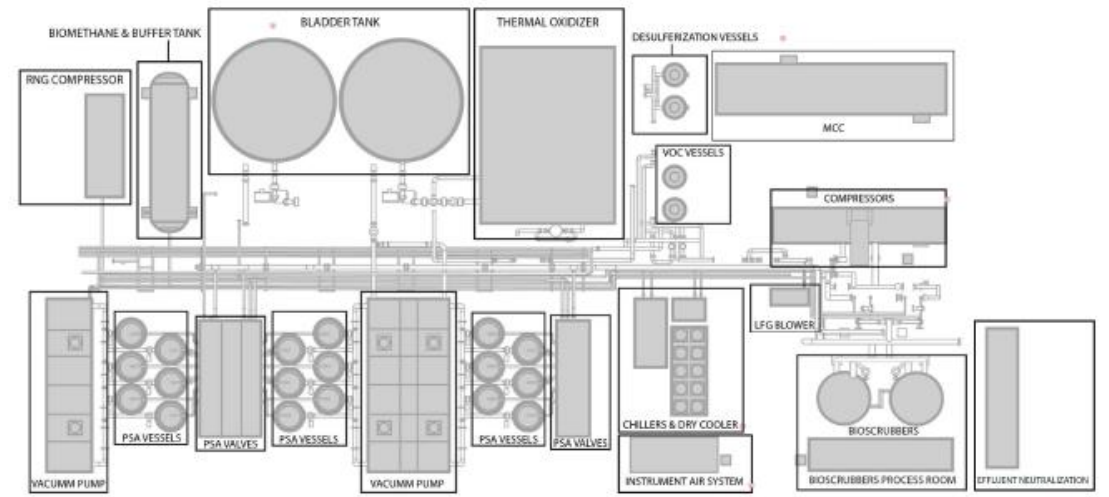 BLADDER TANK
THERMAL OXIDIZER
BIOMETHANE & BUFFER TANK
DESULFERIZATION VESSELS
RNG COMPRESSOR
MCC
VOC VESSELS
COMPRESSORS
LFG BLOWER
CHILLERS & DRY COOLER
BIOSCRUBBERS
PSA VESSELS
PSA VALVES
PSA VESSELS
PSA VESSELS
PSA VALVES
VACUMM PUMP
VACUMM PUMP
INSTRUMENT AIR SYSTEM
BIOSCRUBBERS PROCESS ROOM
EFFLUENT NEUTRALIZATION